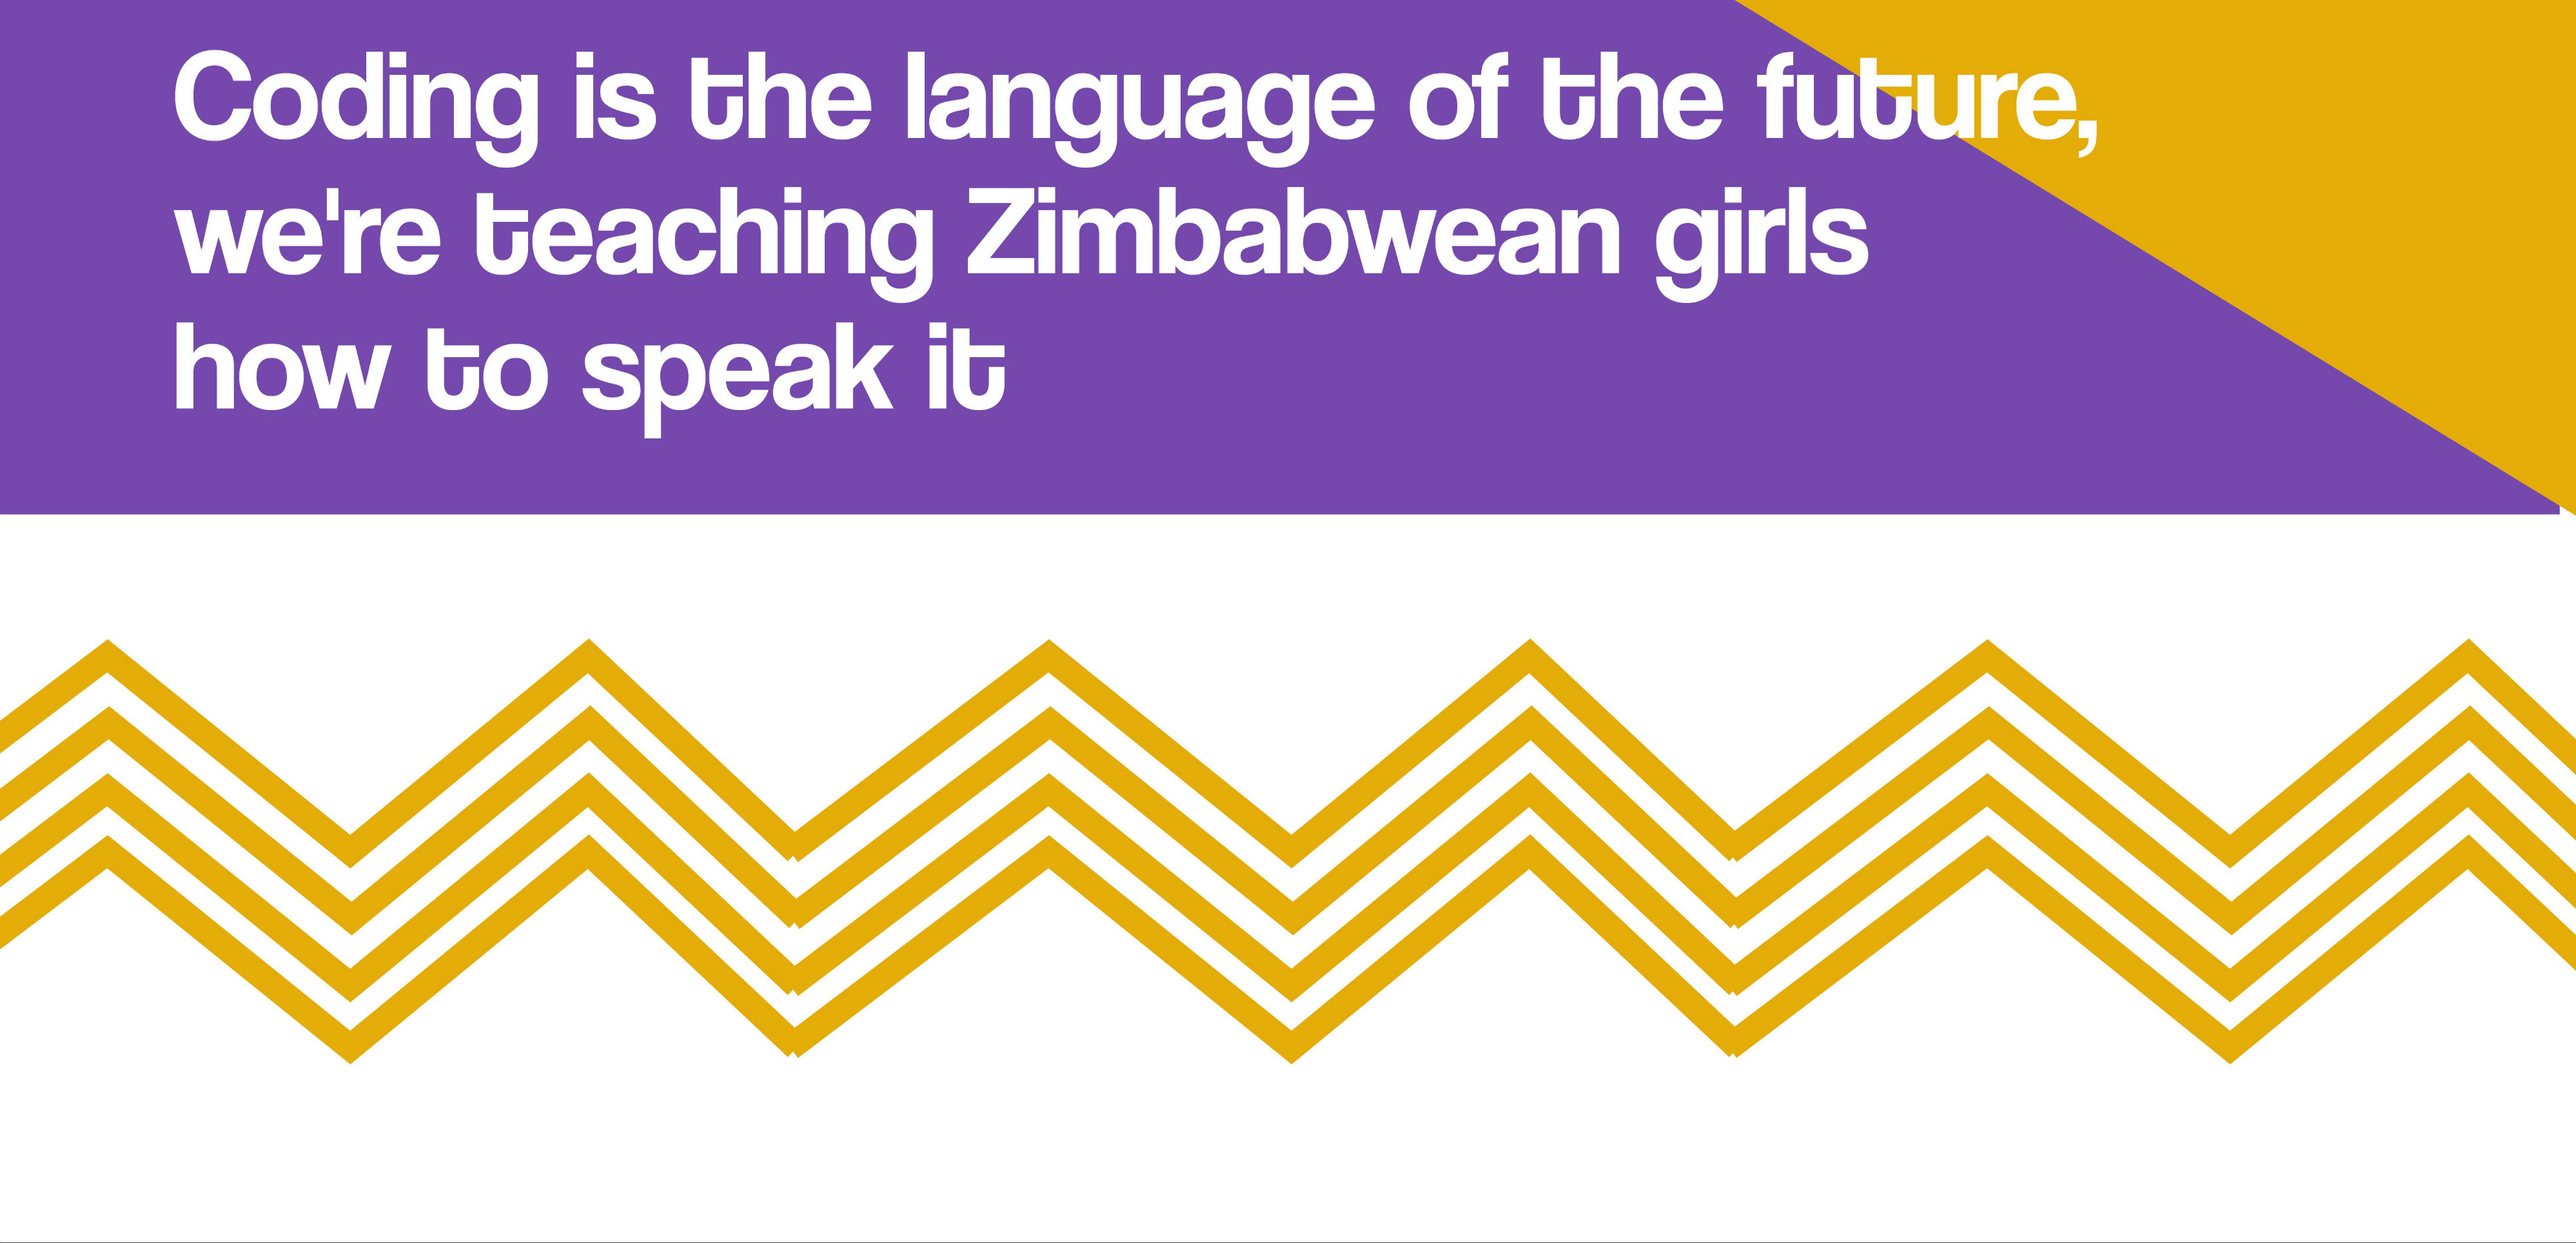 Coding is the language of the future,
we're teaching Zimbabwean girls
how to speak it